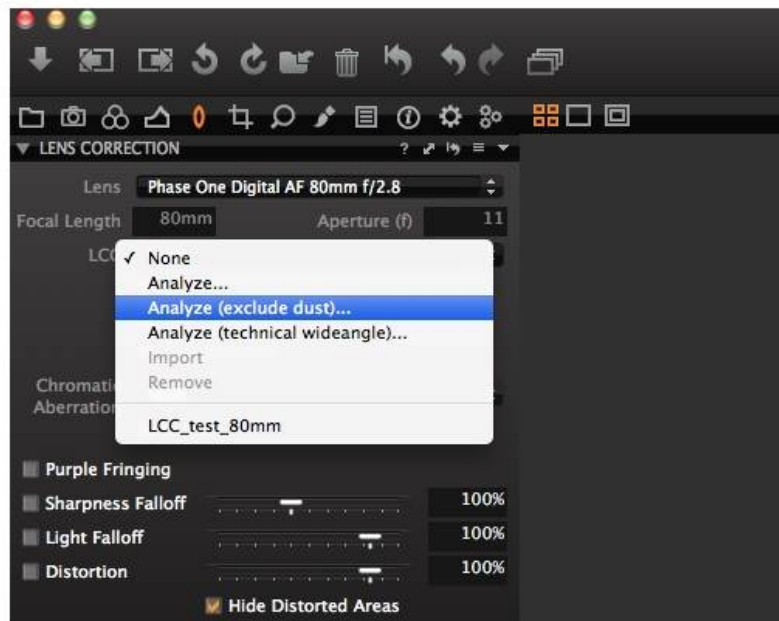 LENS CORRECTION ?
Lens Phase One Digital AF 80mm f/2.8
Focal Length 80mm Aperture (f) 11
LCC
✓ None
Analyze...
Analyze (exclude dust)...
Analyze (technical wideangle)...
Import
Remove
LCC_test_80mm
Chromati
Aberration
Purple Fringing
Sharpness Falloff 100%
Light Falloff 100%
Distortion 100%
Hide Distorted Areas